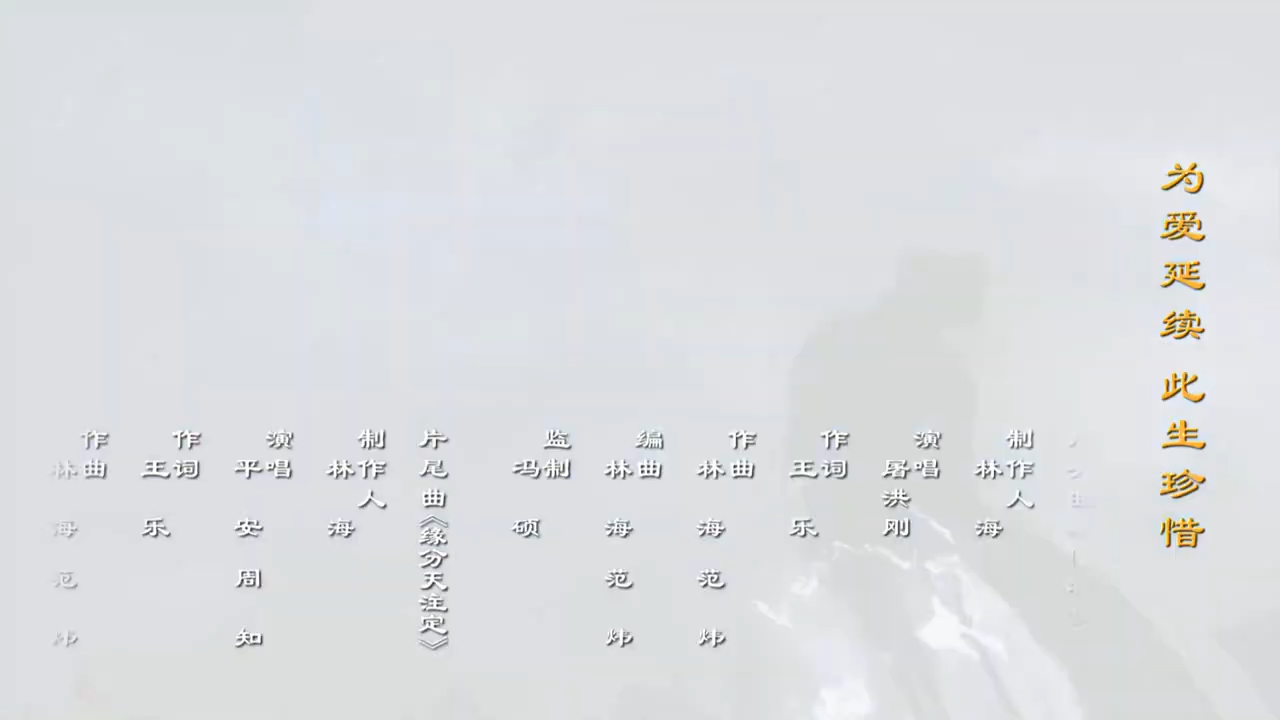 为爱延续 此生珍惜
制作人
林海
演唱
屠洪刚
作词
王乐
作曲
林海 范炜
编曲
林海 范炜
监制
冯硕
片尾曲《缘分天注定》
制作人
林海
演唱
平安 周知
作词
王乐
作曲
林海 范炜